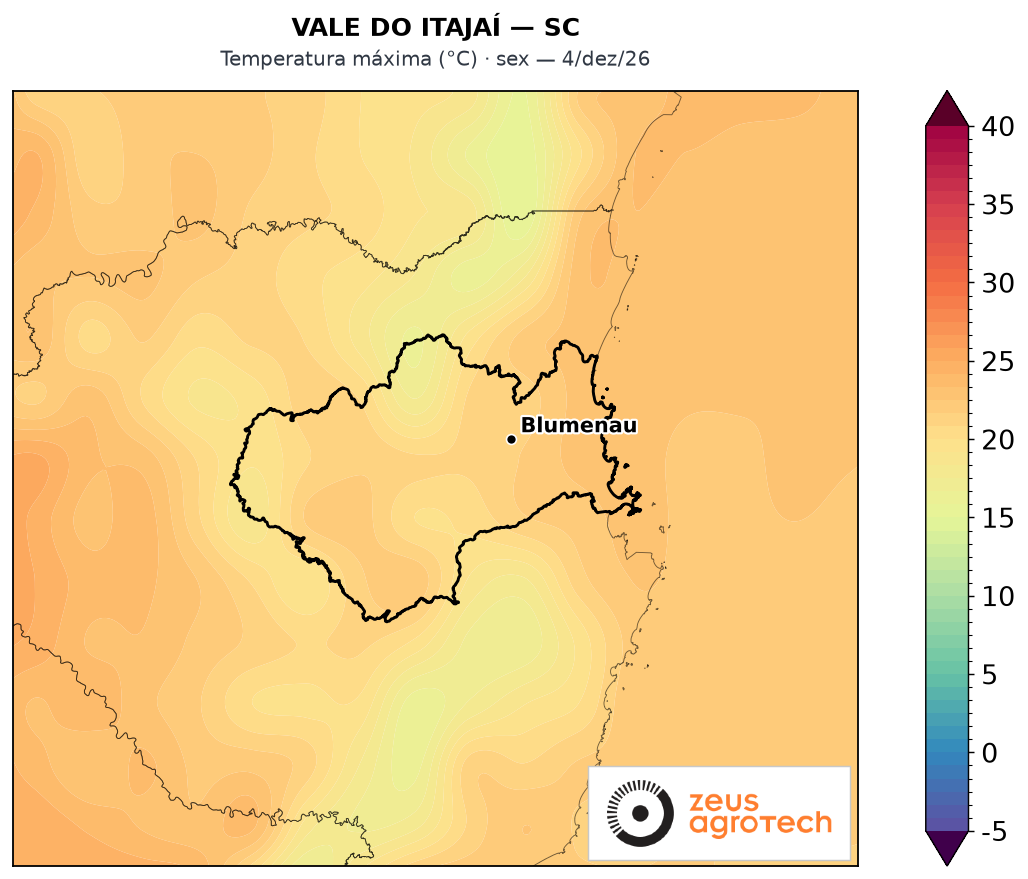 VALE DO ITAJAÍ — SC
Temperatura máxima (°C) · sex — 4/dez/26
40
35
30
25
20
15
10
5
0
-5
Blumenau
zeus
agrotech